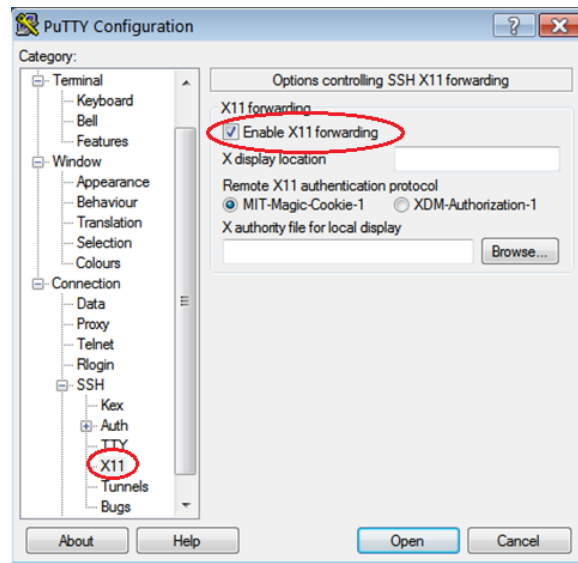 PuTTY Configuration
Category:
Terminal
Keyboard
Bell
Features
Window
Appearance
Behaviour
Translation
Selection
Colours
Connection
Data
Proxy
Telnet
Rlogin
SSH
Kex
Auth
TTY
X11
Tunnels
Bugs
Options controlling SSH X11 forwarding
X11 forwarding
Enable X11 forwarding
X display location
Remote X11 authentication protocol
MIT-Magic-Cookie-1 XDM-Authorization-1
X authority file for local display
Browse...
About Help Open Cancel